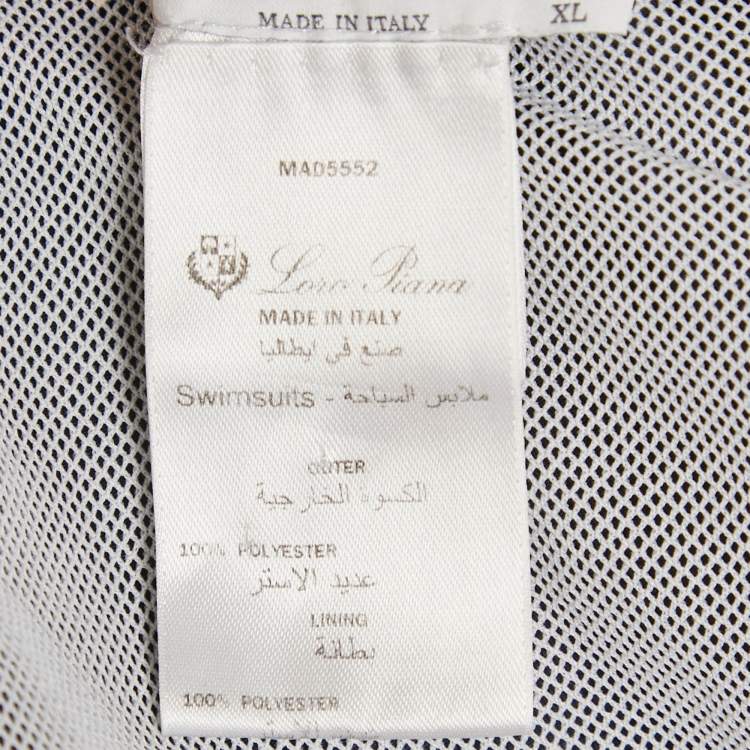 MADE IN ITALY XL
MAD5552
Loro Piana
MADE IN ITALY
صنع في ايطاليا
Swimsuits - ملابس السباحة
OUTER
الكسوة الخارجية
100% POLYESTER
عديد الاستر
LINING
بطانة
100% POLYESTER